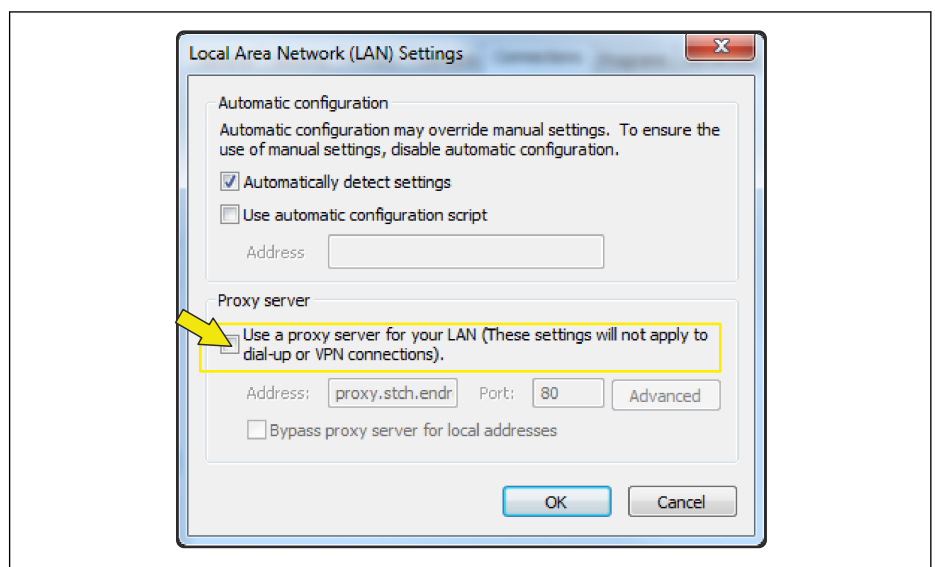 Local Area Network (LAN) Settings
Automatic configuration
Automatic configuration may override manual settings. To ensure the
use of manual settings, disable automatic configuration.
Automatically detect settings
Use automatic configuration script
Address
Proxy server
Use a proxy server for your LAN (These settings will not apply to
dial-up or VPN connections).
Address: proxy.stch.endr Port: 80 Advanced
Bypass proxy server for local addresses
OK Cancel